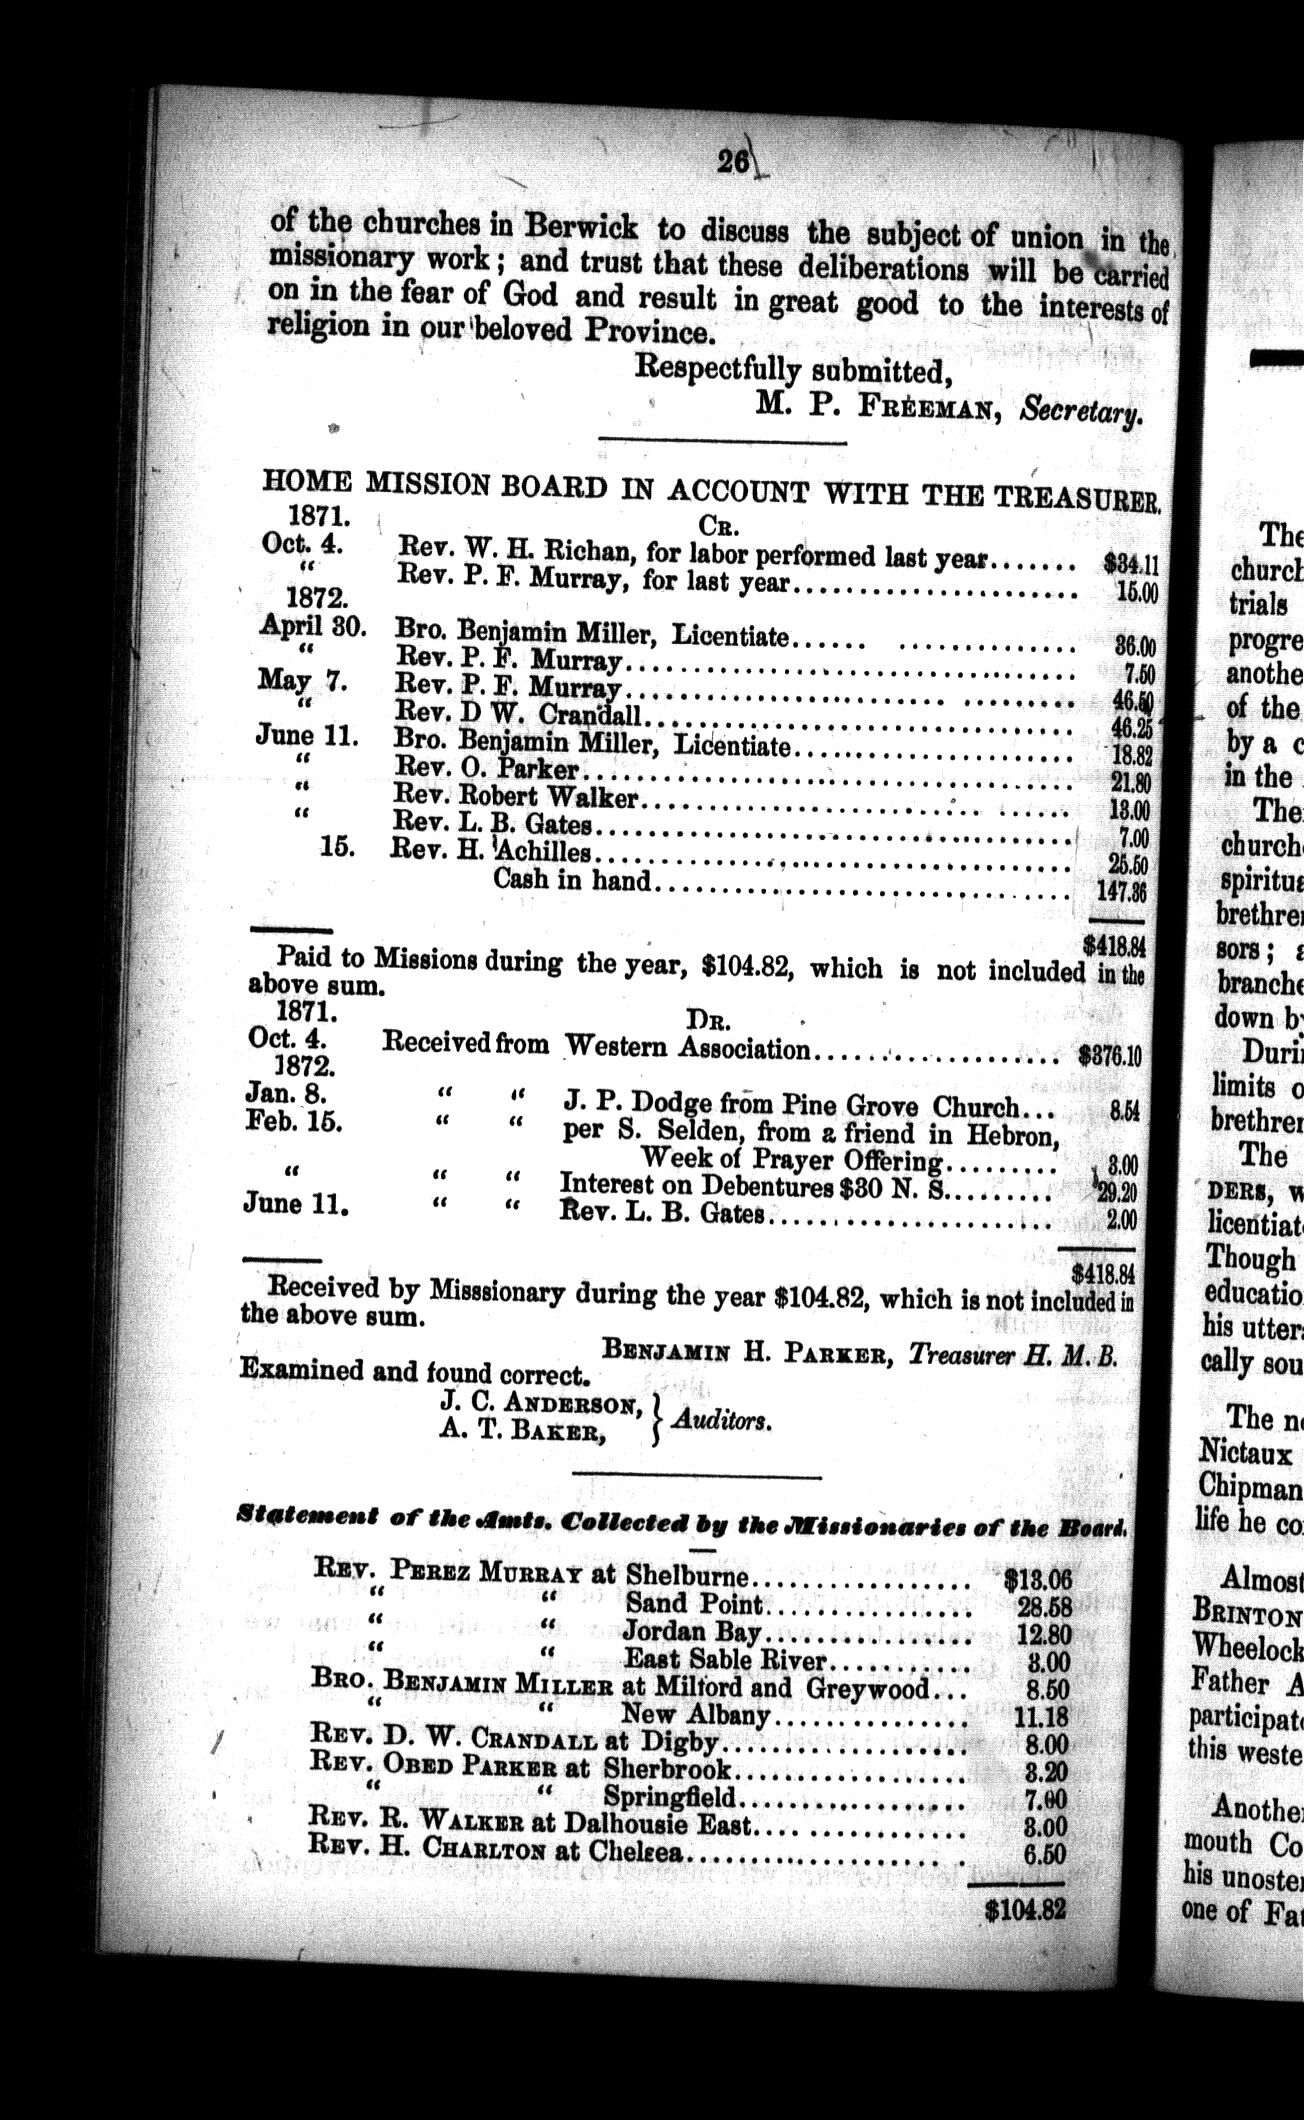 26
of the churches in Berwick to discuss the subject of union in the
missionary work; and trust that these deliberations will be carried
on in the fear of God and result in great good to the interests of
religion in our beloved Province.
Respectfully submitted,
M. P. FREEMAN, Secretary.
HOME MISSION BOARD IN ACCOUNT WITH THE TREASURER.
1871. CR.
Oct. 4. Rev. W. H. Richan, for labor performed last year....... $34.11
“ Rev. P. F. Murray, for last year...................... 15.00
1872.
April 30. Bro. Benjamin Miller, Licentiate...... .............. 36.00
“ Rev. P. F. Murray.................................. 7.50
May 7. Rev. P. F. Murray........................ ......... 46.50
“ Rev. D W. Crandall................................. 46.25
June 11. Bro. Benjamin Miller, Licentiate..................... 18.82
“ Rev. O. Parker..................................... 21.80
“ Rev. Robert Walker........................ ....... 13.00
“ Rev. L. B. Gates.................................... 7.00
15. Rev. H. Achilles.................................... 25.50
Cash in hand............................... 147.36
$418.84
Paid to Missions during the year, $104.82, which is not included in the
above sum.
1871. DR.
Oct. 4. Received from Western Association................... $376.10
1872.
Jan. 8. “ “ J. P. Dodge from Pine Grove Church... 8.54
Feb. 15. “ “ per S. Selden, from a friend in Hebron,
Week of Prayer Offering......... 3.00
“ “ “ Interest on Debentures $30 N. S......... 29.20
June 11. “ “ Rev. L. B. Gates...................... 2.00
$418.84
Received by Misssionary during the year $104.82, which is not included in
the above sum.
BENJAMIN H. PARKER, Treasurer H. M. B.
Examined and found correct.
J. C. ANDERSON, } Auditors.
A. T. BAKER,
Statement of the Amts. Collected by the Missionaries of the Board.
REV. PEREZ MURRAY at Shelburne................. $13.06
“ “ Sand Point................ 28.58
“ “ Jordan Bay................ 12.80
“ “ East Sable River........... 3.00
BRO. BENJAMIN MILLER at Milford and Greywood... 8.50
“ “ New Albany............... 11.18
REV. D. W. CRANDALL at Digby................... 8.00
REV. OBED PARKER at Sherbrook.................. 3.20
“ “ Springfield................. 7.00
REV. R. WALKER at Dalhousie East................ 3.00
REV. H. CHARLTON at Chelsea..................... 6.50
$104.82
The
church
trials
progre
anothe
of the
by a c
in the
The
church
spiritua
brethre
sors; a
branche
down b
Duri
limits o
brethre
The
DERS, w
licentiat
Though
educatio
his utter
cally sou
The n
Nictaux
Chipman
life he co
Almost
BRINTON
Wheelock
Father A
participat
this weste
Another
mouth Co
his unoste
one of Fa